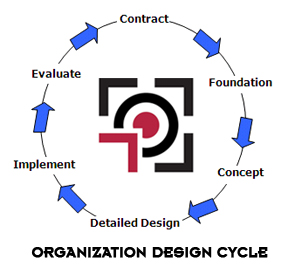 Contract
Foundation
Concept
Detailed Design
Implement
Evaluate
ORGANIZATION DESIGN CYCLE